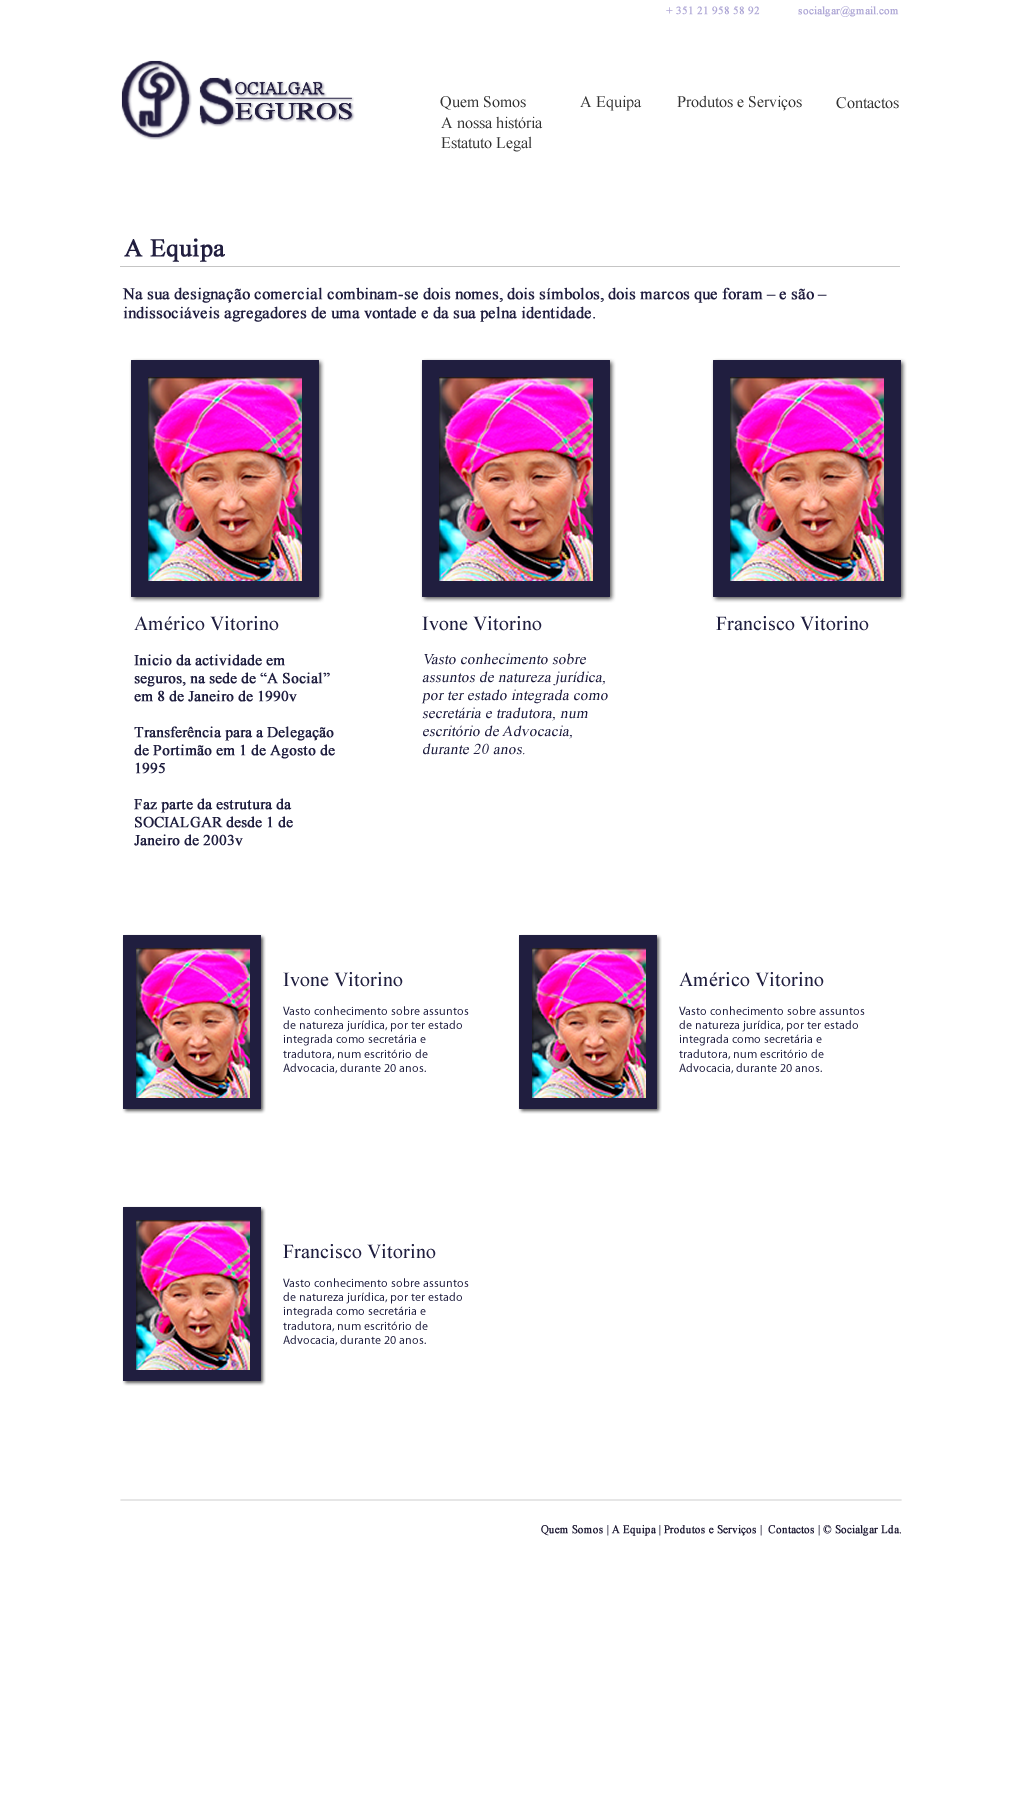 + 351 21 958 58 92 socialgar@gmail.com
SOCIALGAR
SEGUROS
Quem Somos A Equipa Produtos e Serviços Contactos
A nossa história
Estatuto Legal
A Equipa
Na sua designação comercial combinam-se dois nomes, dois símbolos, dois marcos que foram – e são –
indissociáveis agregadores de uma vontade e da sua pelna identidade.
Américo Vitorino
Inicio da actividade em
seguros, na sede de “A Social”
em 8 de Janeiro de 1990v
Transferência para a Delegação
de Portimão em 1 de Agosto de
1995
Faz parte da estrutura da
SOCIALGAR desde 1 de
Janeiro de 2003v
Ivone Vitorino
Vasto conhecimento sobre
assuntos de natureza jurídica,
por ter estado integrada como
secretária e tradutora, num
escritório de Advocacia,
durante 20 anos.
Francisco Vitorino
Ivone Vitorino
Vasto conhecimento sobre assuntos
de natureza jurídica, por ter estado
integrada como secretária e
tradutora, num escritório de
Advocacia, durante 20 anos.
Américo Vitorino
Vasto conhecimento sobre assuntos
de natureza jurídica, por ter estado
integrada como secretária e
tradutora, num escritório de
Advocacia, durante 20 anos.
Francisco Vitorino
Vasto conhecimento sobre assuntos
de natureza jurídica, por ter estado
integrada como secretária e
tradutora, num escritório de
Advocacia, durante 20 anos.
Quem Somos | A Equipa | Produtos e Serviços | Contactos | © Socialgar Lda.